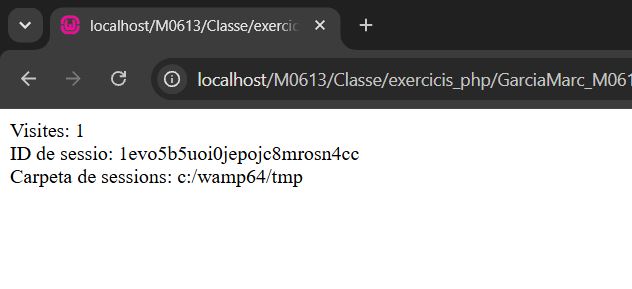 localhost/M0613/Classe/exercic
localhost/M0613/Classe/exercicis_php/GarciaMarc_M061
Visites: 1
ID de sessio: 1evo5b5uoi0jepojc8mrosn4cc
Carpeta de sessions: c:/wamp64/tmp